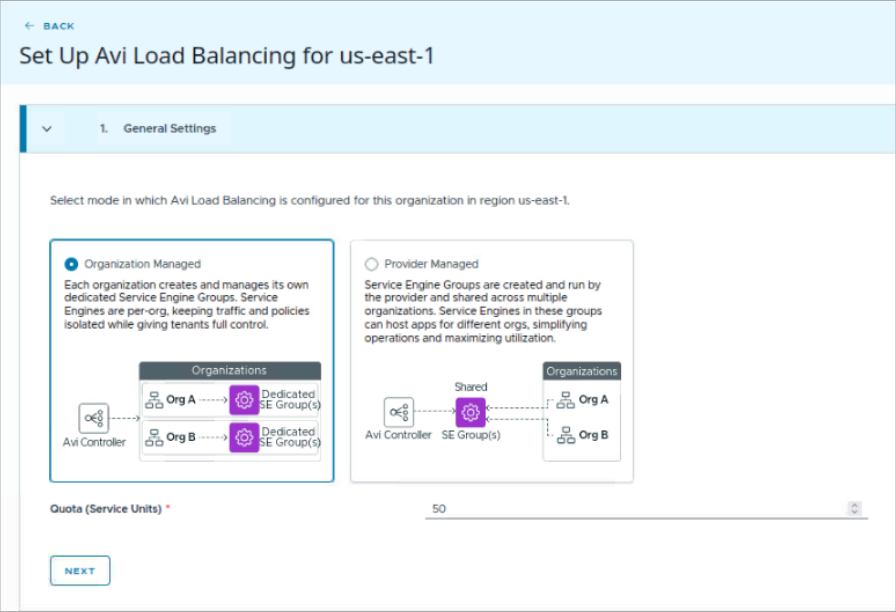 BACK
Set Up Avi Load Balancing for us-east-1
1. General Settings
Select mode in which Avi Load Balancing is configured for this organization in region us-east-1.
Organization Managed
Each organization creates and manages its own
dedicated Service Engine Groups. Service
Engines are per-org, keeping traffic and policies
isolated while giving tenants full control.
Organizations
Org A
Dedicated
SE Group(s)
Avi Controller
Org B
Dedicated
SE Group(s)
Provider Managed
Service Engine Groups are created and run by
the provider and shared across multiple
organizations. Service Engines in these groups
can host apps for different orgs, simplifying
operations and maximizing utilization.
Organizations
Shared
Org A
Avi Controller
SE Group(s)
Org B
Quota (Service Units) *
50
NEXT